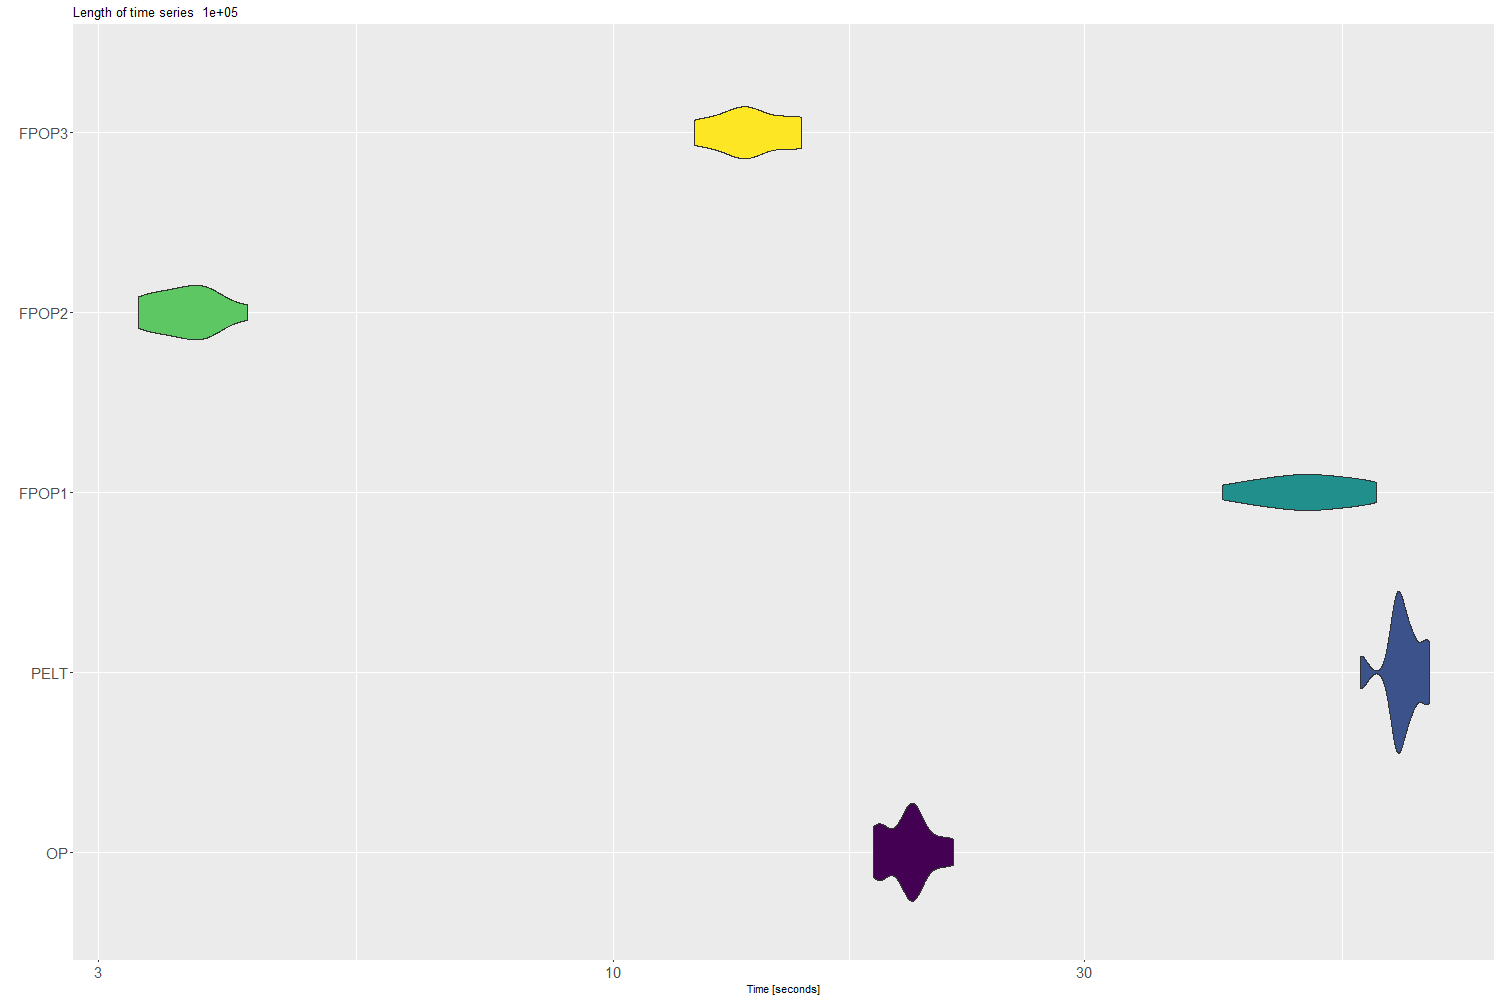 Length of time series 1e+05
FPOP3
FPOP2
FPOP1
PELT
OP
3 10 30
Time [seconds]